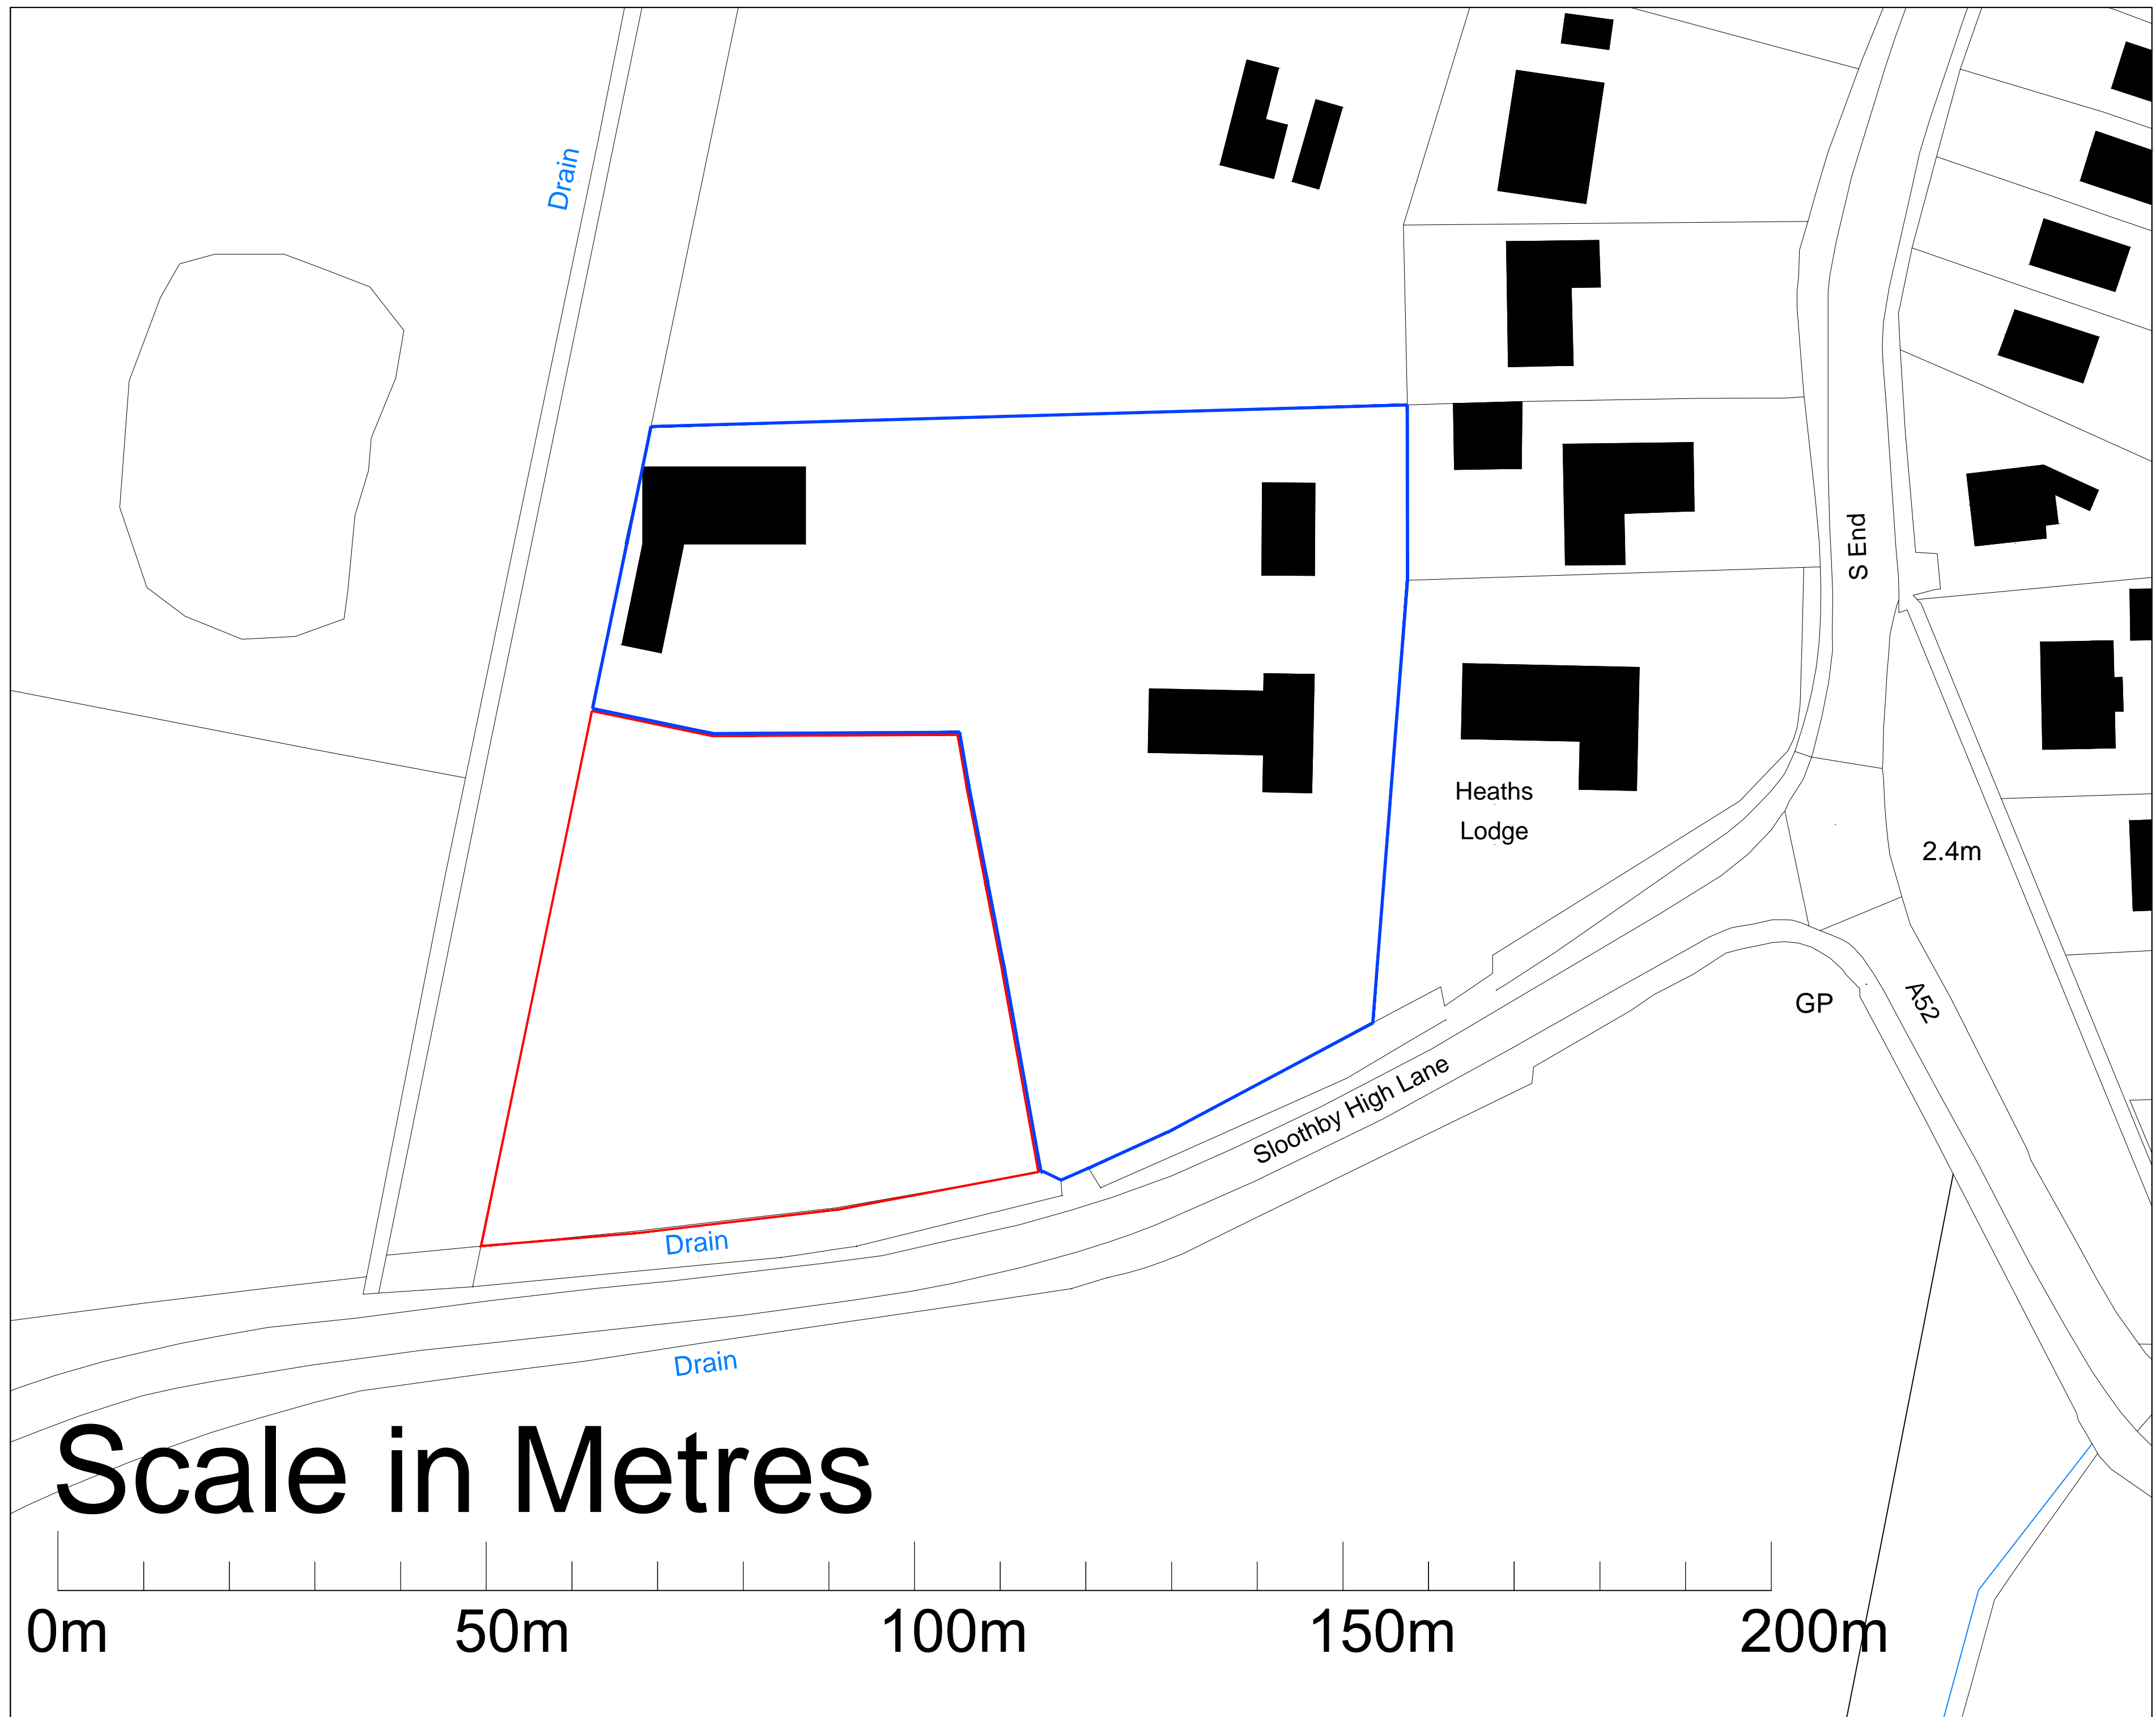 Drain
S End
Heaths
Lodge
2.4m
GP
A52
Sloothby High Lane
Drain
Drain
Scale in Metres
0m 50m 100m 150m 200m